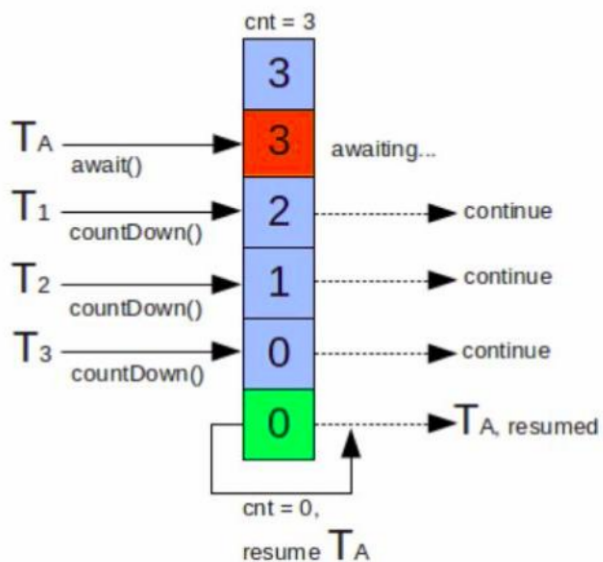 cnt = 3
3
TA
await()
3
awaiting...
T1
countDown()
2
continue
T2
countDown()
1
continue
T3
countDown()
0
continue
0
TA, resumed
cnt = 0,
resume TA